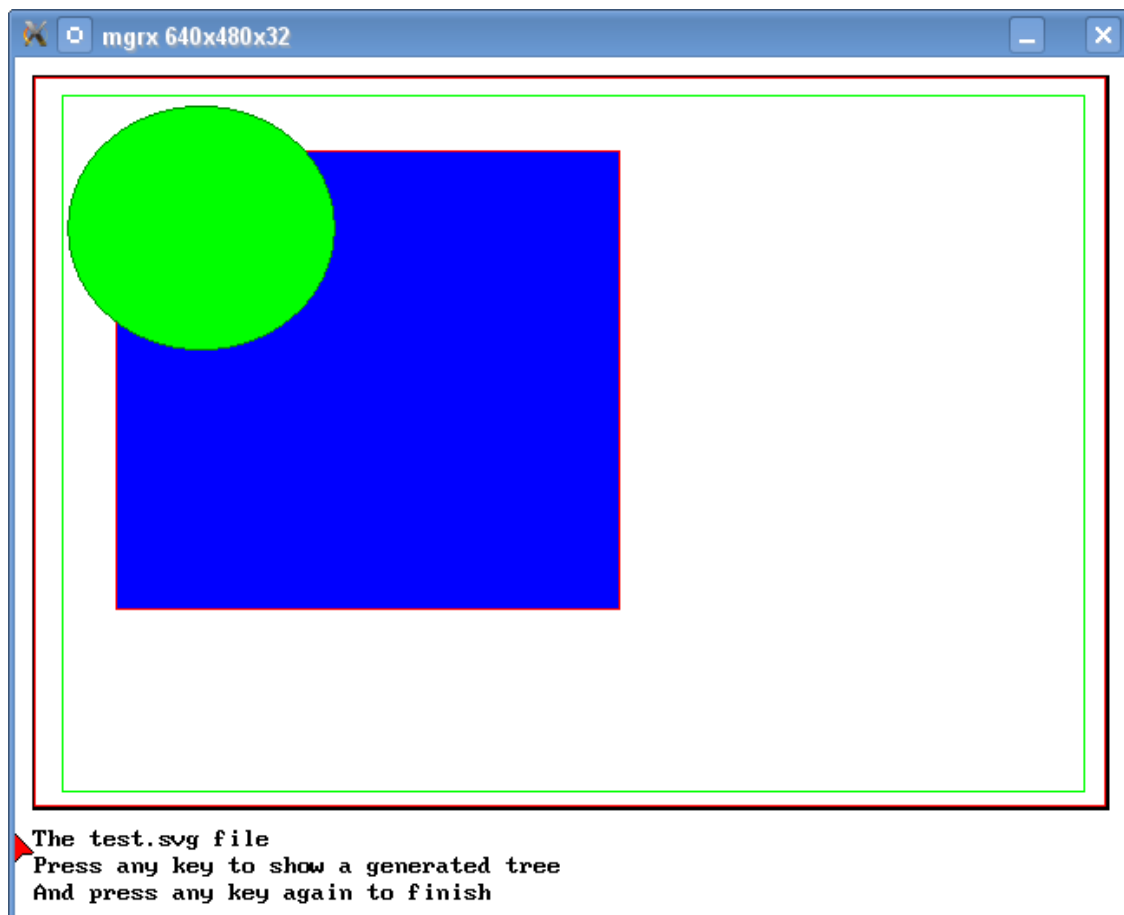 mgrx 640x480x32
The test.svg file
Press any key to show a generated tree
And press any key again to finish